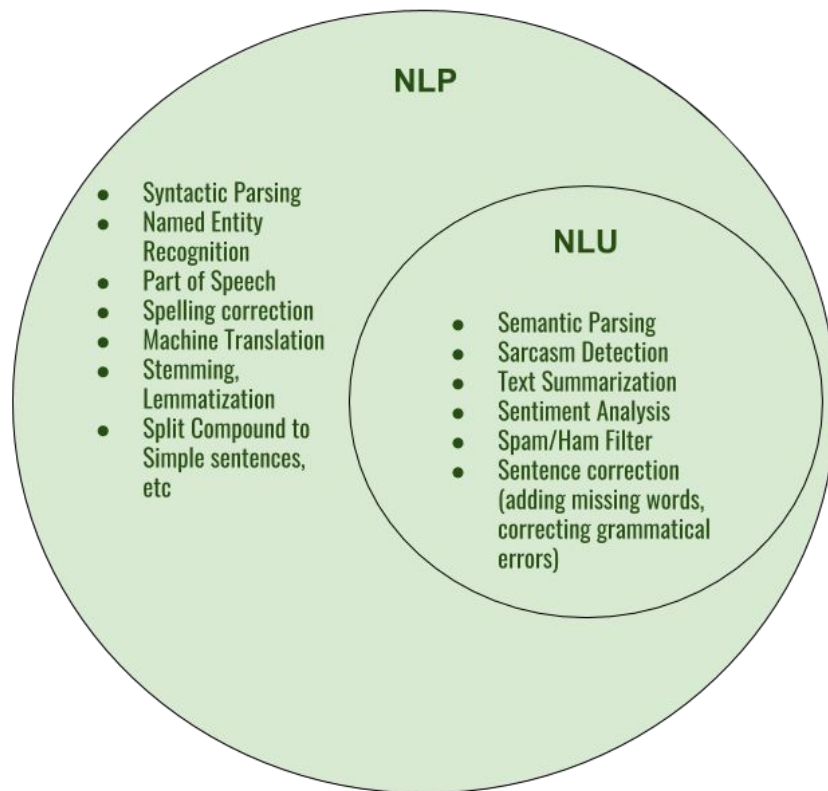 NLP
● Syntactic Parsing
● Named Entity
Recognition
● Part of Speech
● Spelling correction
● Machine Translation
● Stemming,
Lemmatization
● Split Compound to
Simple sentences,
etc
NLU
● Semantic Parsing
● Sarcasm Detection
● Text Summarization
● Sentiment Analysis
● Spam/Ham Filter
● Sentence correction
(adding missing words,
correcting grammatical
errors)